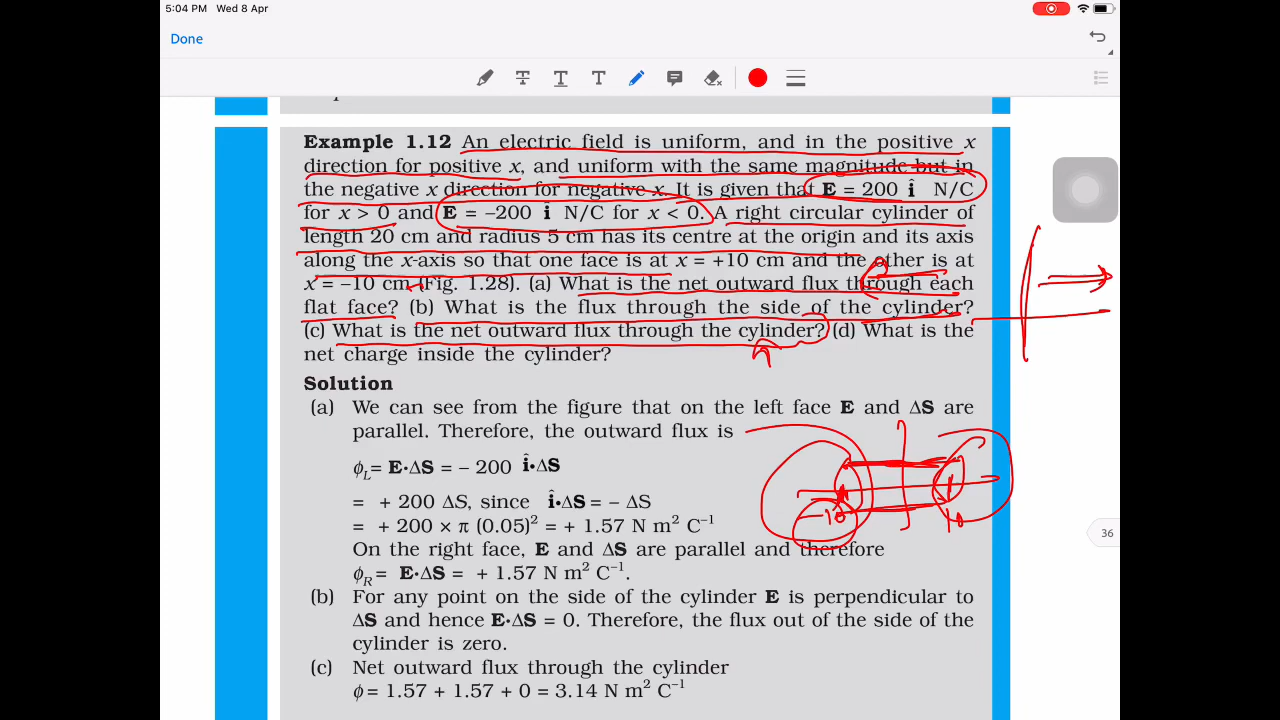 5:04 PM Wed 8 Apr
Done
Example 1.12 An electric field is uniform, and in the positive x
direction for positive x, and uniform with the same magnitude but in
the negative x direction for negative x. It is given that E = 200 î N/C
for x > 0 and E = –200 î N/C for x < 0. A right circular cylinder of
length 20 cm and radius 5 cm has its centre at the origin and its axis
along the x-axis so that one face is at x = +10 cm and the other is at
x = –10 cm (Fig. 1.28). (a) What is the net outward flux through each
flat face? (b) What is the flux through the side of the cylinder?
(c) What is the net outward flux through the cylinder? (d) What is the
net charge inside the cylinder?
Solution
(a) We can see from the figure that on the left face E and ΔS are
parallel. Therefore, the outward flux is
ϕL= E·ΔS = – 200 î·ΔS
= + 200 ΔS, since î·ΔS = – ΔS
= + 200 × π (0.05)² = + 1.57 N m² C⁻¹
–10
10
On the right face, E and ΔS are parallel and therefore
36
ϕR = E·ΔS = + 1.57 N m² C⁻¹.
(b) For any point on the side of the cylinder E is perpendicular to
ΔS and hence E·ΔS = 0. Therefore, the flux out of the side of the
cylinder is zero.
(c) Net outward flux through the cylinder
ϕ = 1.57 + 1.57 + 0 = 3.14 N m² C⁻¹